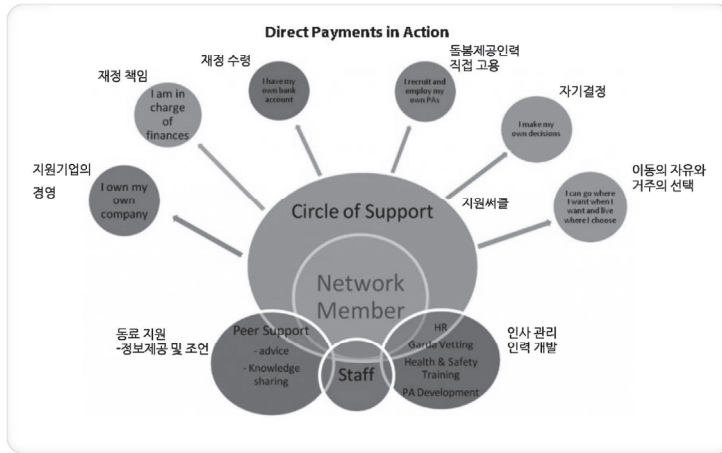 Direct Payments in Action
재정 책임
I am in
charge
of
finances
재정 수령
I have my
own bank
account
돌봄제공인력
직접 고용
I recruit and
employ my
own PAs
자기결정
I make my
own decisions
지원기업의
경영
I own my
own
company
이동의 자유와
거주의 선택
I can go where
I want when I
want and live
where I choose
Circle of Support
지원써클
Network
Member
동료 지원
-정보제공 및 조언
Peer Support
- advice
- Knowledge
sharing
Staff
HR
Garda Vetting
Health & Safety
Training
PA Development
인사 관리
인력 개발